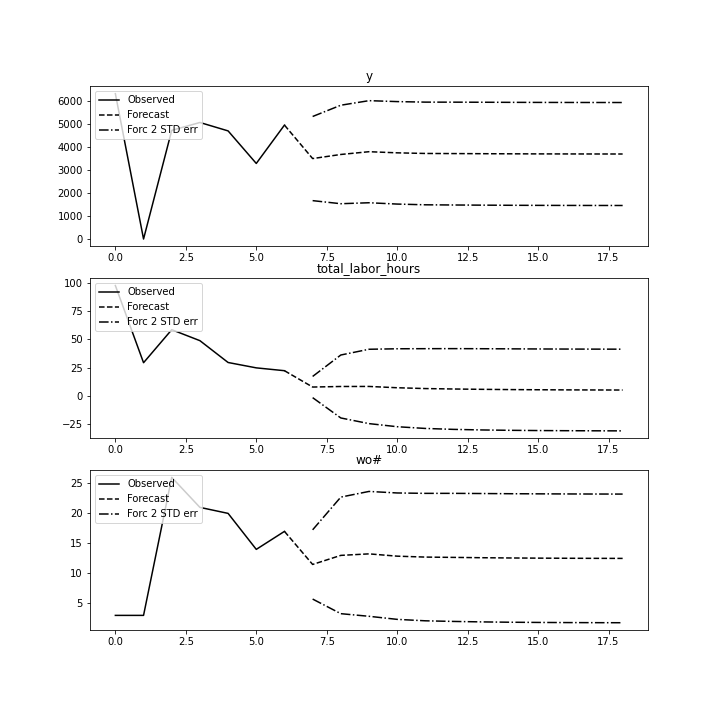 y
6000
5000
4000
3000
2000
1000
0
Observed
Forecast
Forc 2 STD err
0.0 2.5 5.0 7.5 10.0 12.5 15.0 17.5
total_labor_hours
100
75
50
25
0
−25
Observed
Forecast
Forc 2 STD err
0.0 2.5 5.0 7.5 10.0 12.5 15.0 17.5
wo#
25
20
15
10
5
Observed
Forecast
Forc 2 STD err
0.0 2.5 5.0 7.5 10.0 12.5 15.0 17.5